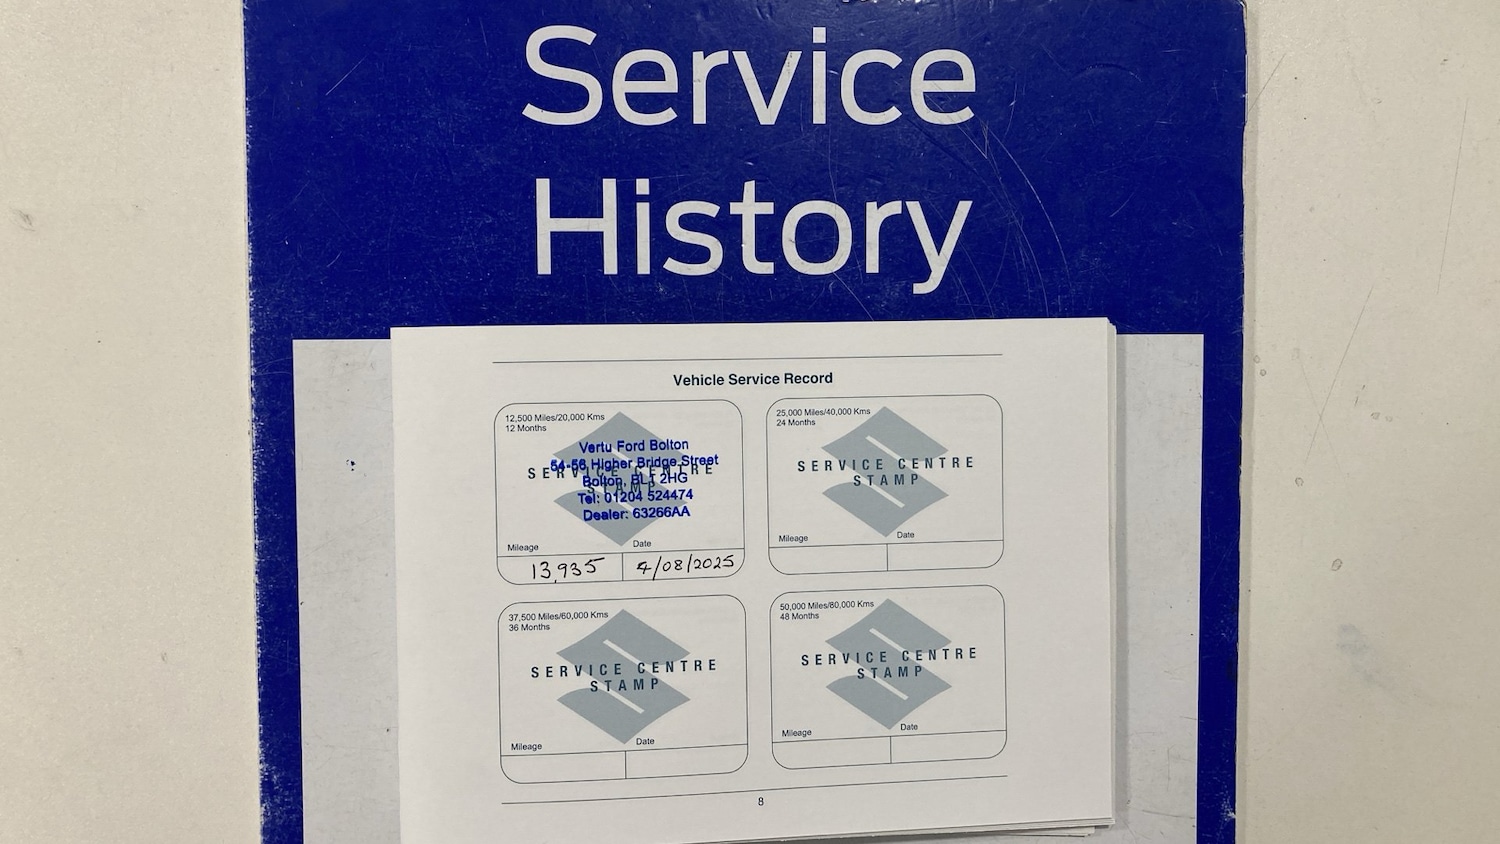 Service
History
Vehicle Service Record
12,500 Miles/20,000 Kms
12 Months
SERVICE CENTRE
STAMP
Vertu Ford Bolton
54-56 Higher Bridge Street
Bolton, BL1 2HG
Tel: 01204 524474
Dealer: 63266AA
Mileage Date
13,935 4/08/2025
25,000 Miles/40,000 Kms
24 Months
SERVICE CENTRE
STAMP
Mileage Date
37,500 Miles/60,000 Kms
36 Months
SERVICE CENTRE
STAMP
Mileage Date
50,000 Miles/80,000 Kms
48 Months
SERVICE CENTRE
STAMP
Mileage Date
8